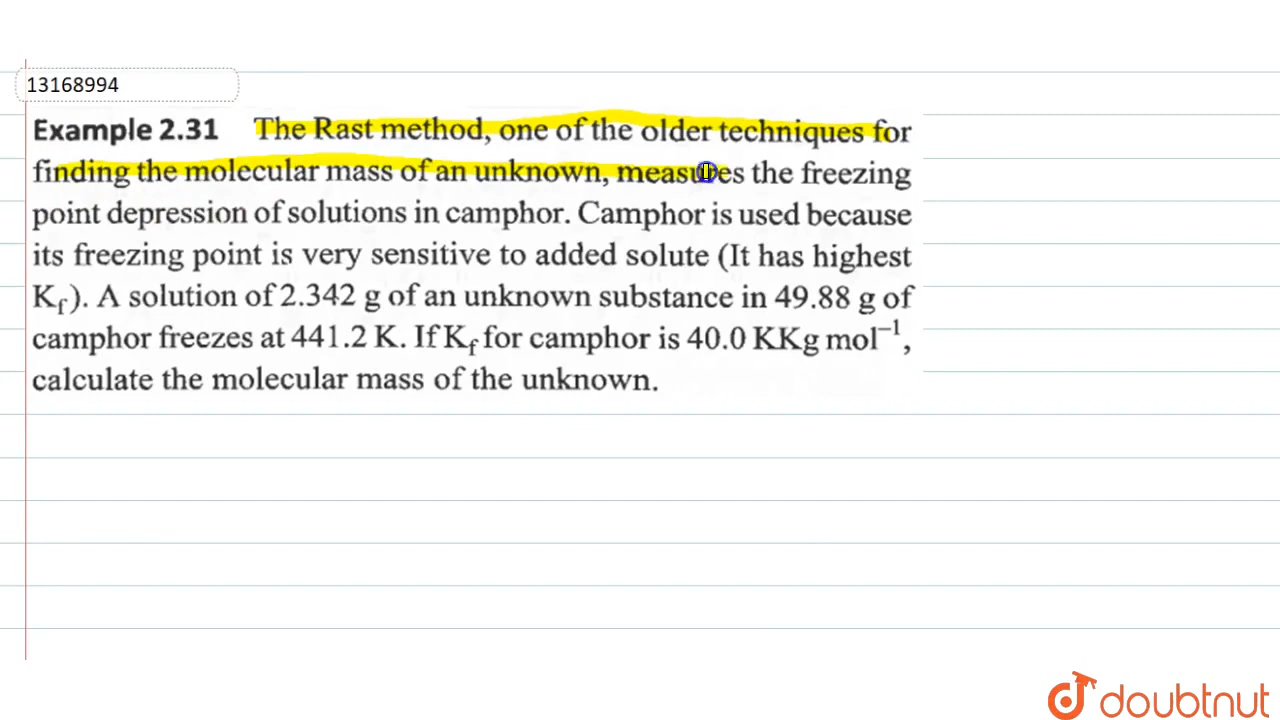 13168994
Example 2.31 The Rast method, one of the older techniques for
finding the molecular mass of an unknown, measures the freezing
point depression of solutions in camphor. Camphor is used because
its freezing point is very sensitive to added solute (It has highest
Kf). A solution of 2.342 g of an unknown substance in 49.88 g of
camphor freezes at 441.2 K. If Kf for camphor is 40.0 KKg mol⁻¹,
calculate the molecular mass of the unknown.
doubtnut